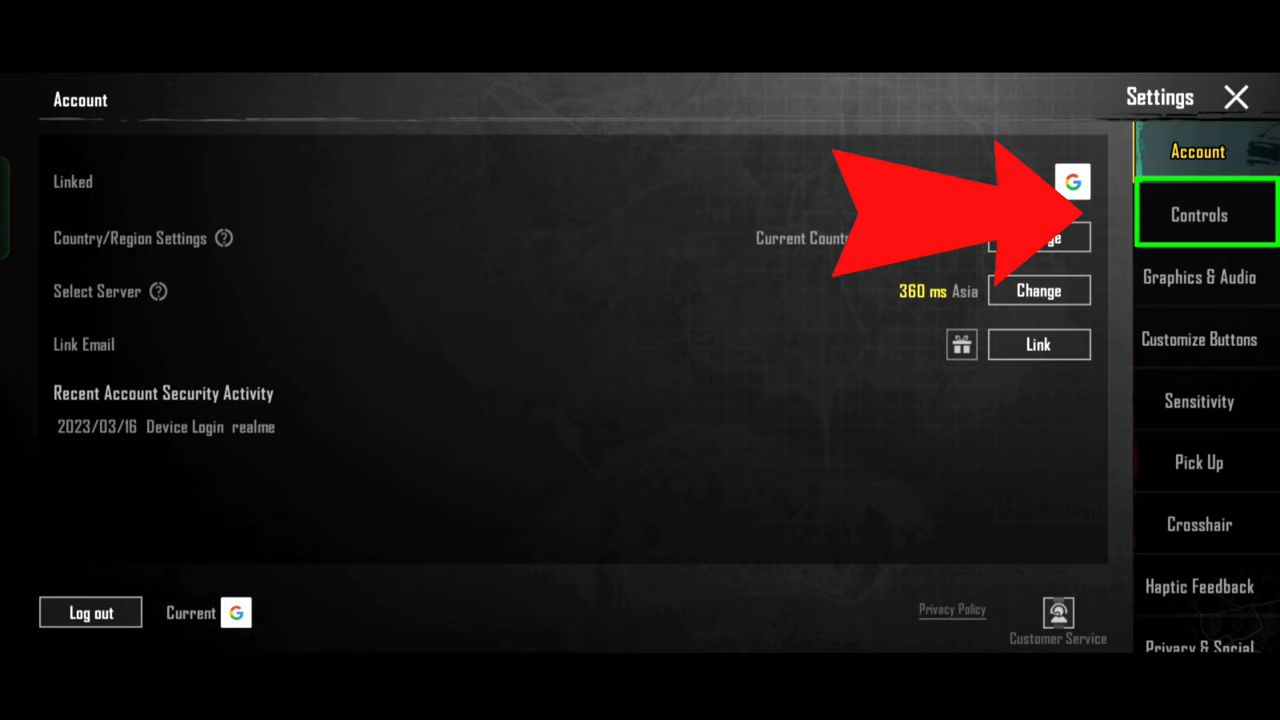 Account
Settings
Account
Linked
G
Controls
Country/Region Settings ?
Current
Graphics & Audio
Select Server ?
360 ms Asia
Change
Customize Buttons
Link Email
Link
Recent Account Security Activity
Sensitivity
2023/03/16 Device Login realme
Pick Up
Crosshair
Haptic Feedback
Log out
Current G
Privacy Policy
Customer Service
Privacy & Social